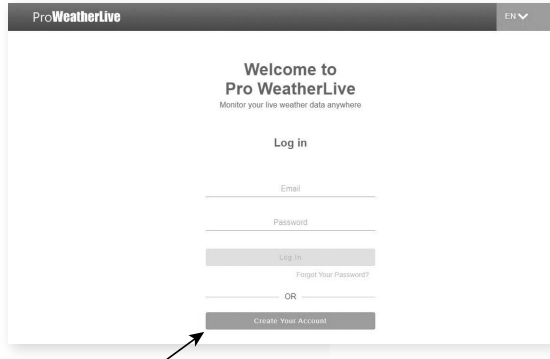 ProWeatherLive
EN
Welcome to
Pro WeatherLive
Monitor your live weather data anywhere
Log in
Email
Password
Log In
Forgot Your Password?
OR
Create Your Account